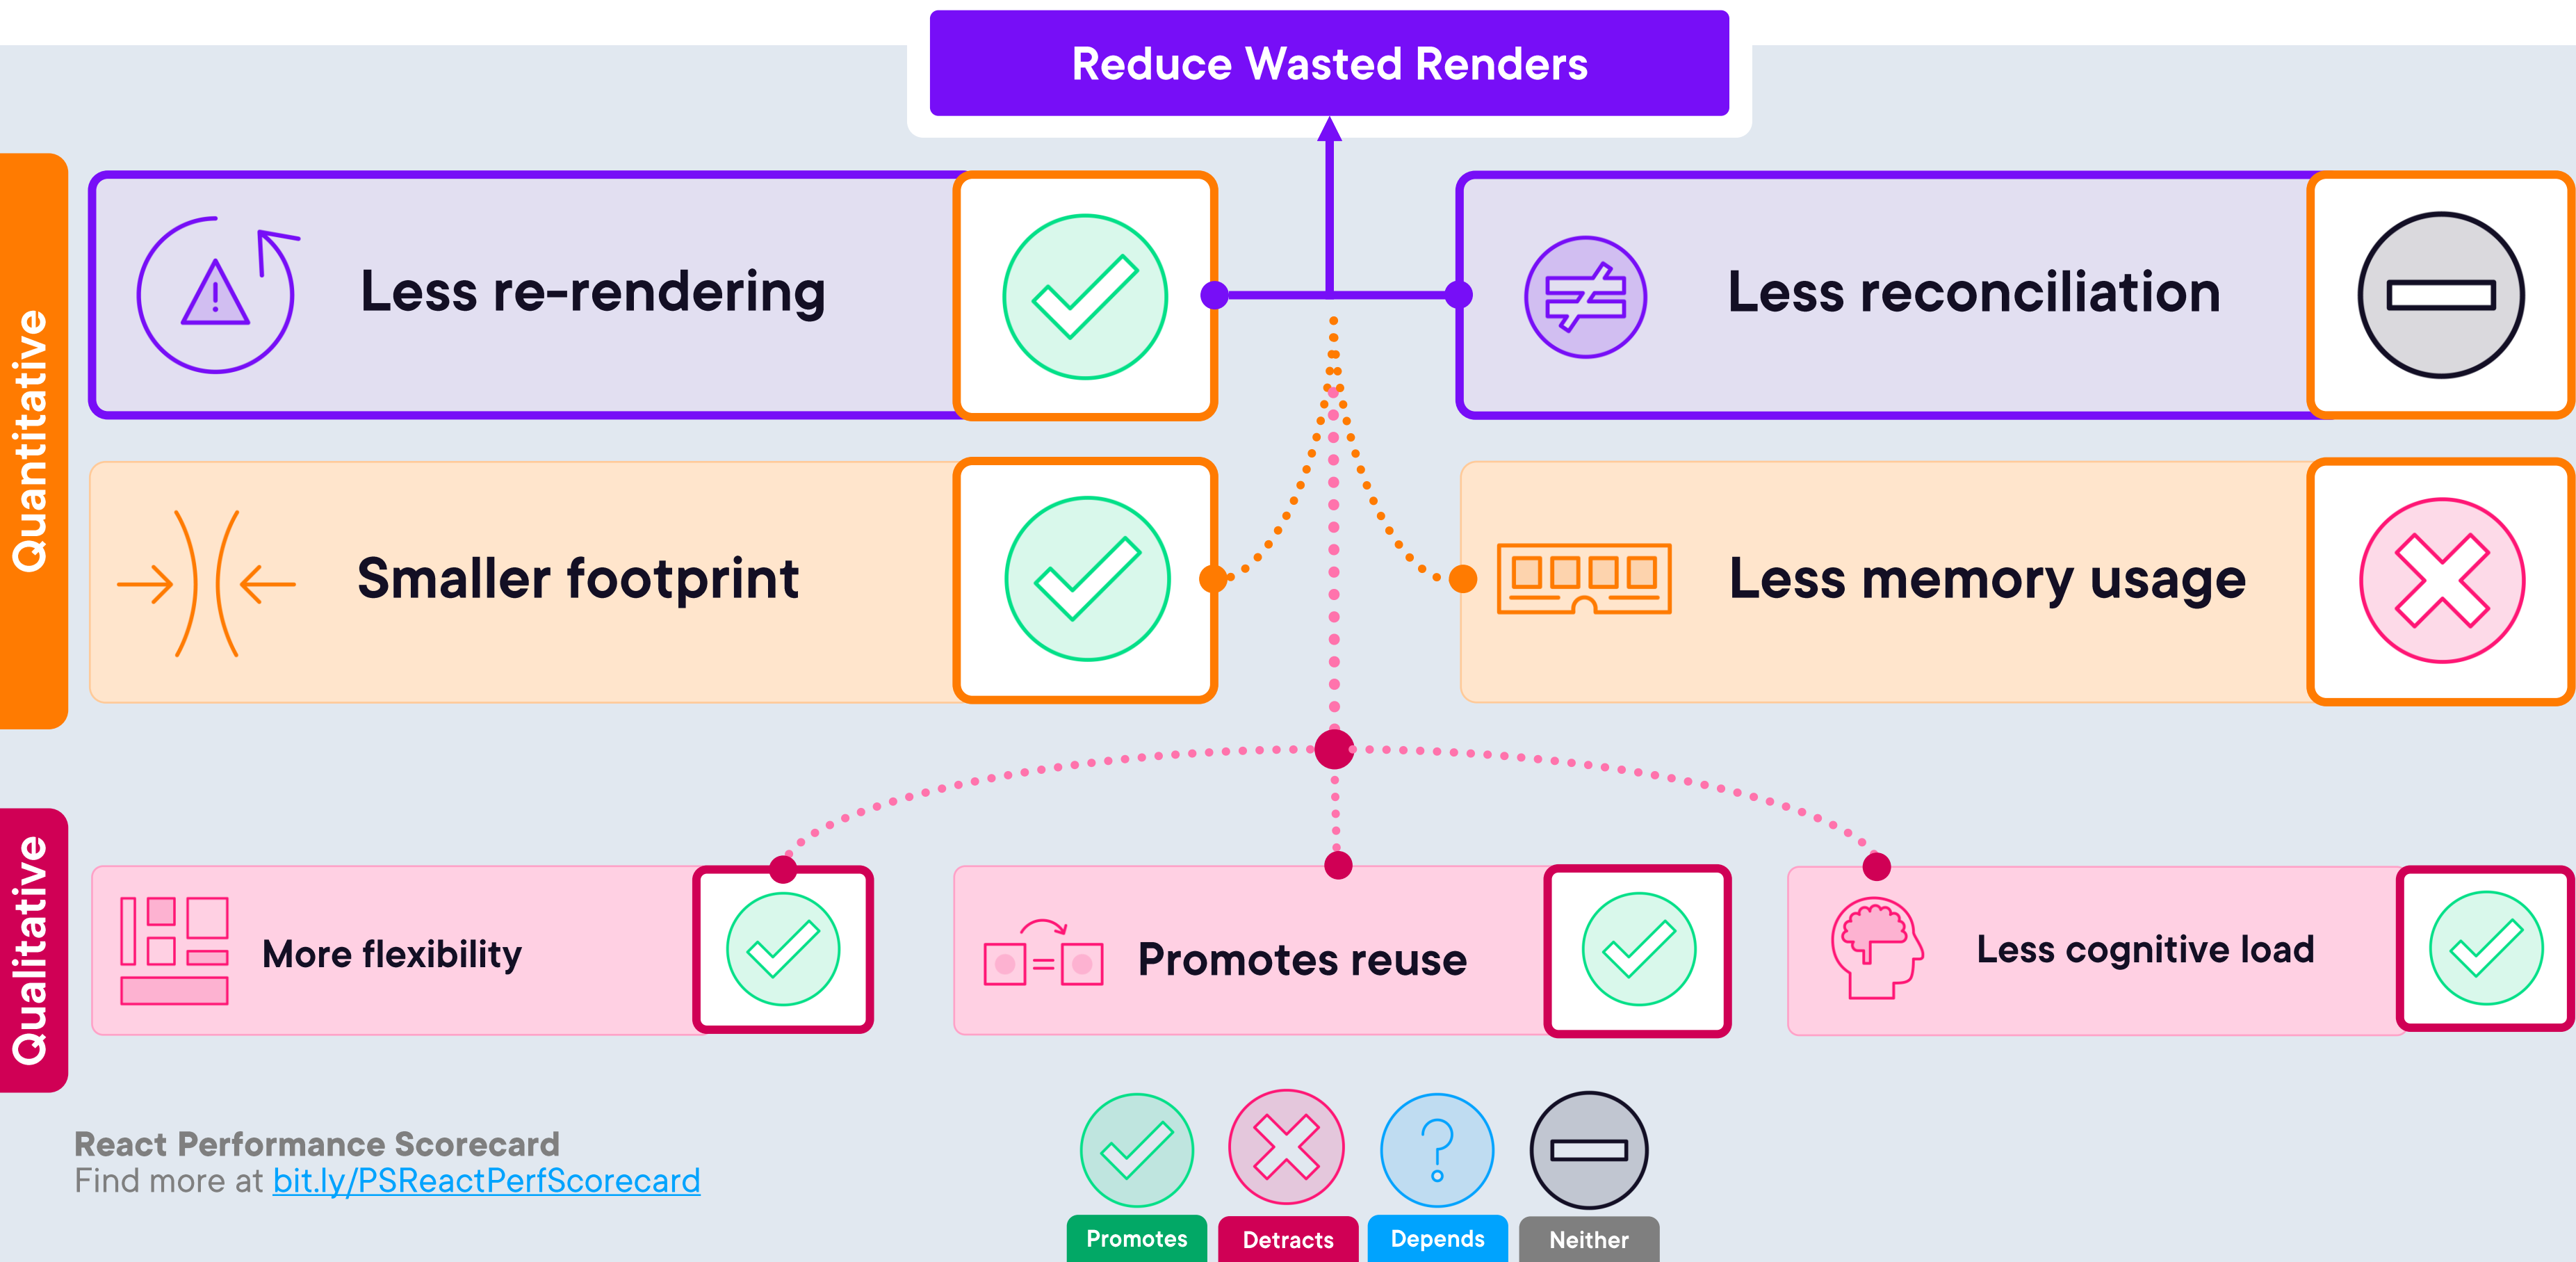 Reduce Wasted Renders
Quantitative
Less re-rendering
Less reconciliation
Smaller footprint
Less memory usage
Qualitative
More flexibility
Promotes reuse
Less cognitive load
React Performance Scorecard
Find more at bit.ly/PSReactPerfScorecard
Promotes
Detracts
Depends
Neither